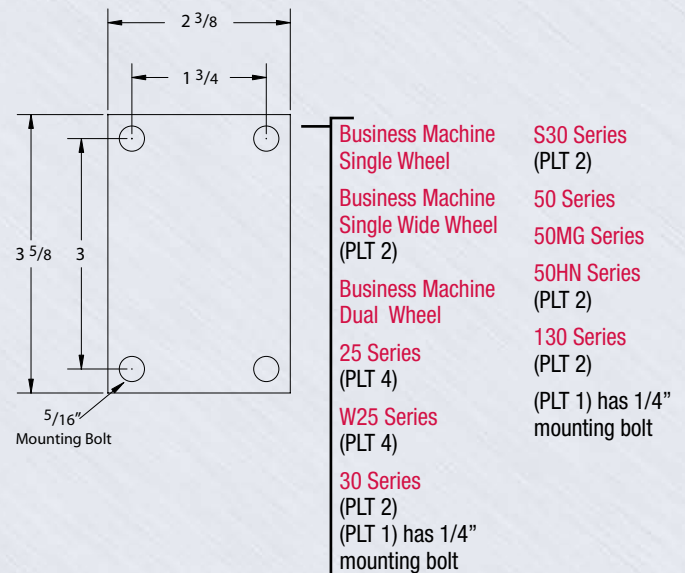 2 3/8
1 3/4
3 5/8
3
5/16"
Mounting Bolt
Business Machine
Single Wheel
Business Machine
Single Wide Wheel
(PLT 2)
Business Machine
Dual Wheel
25 Series
(PLT 4)
W25 Series
(PLT 4)
30 Series
(PLT 2)
(PLT 1) has 1/4”
mounting bolt
S30 Series
(PLT 2)
50 Series
50MG Series
50HN Series
(PLT 2)
130 Series
(PLT 2)
(PLT 1) has 1/4”
mounting bolt